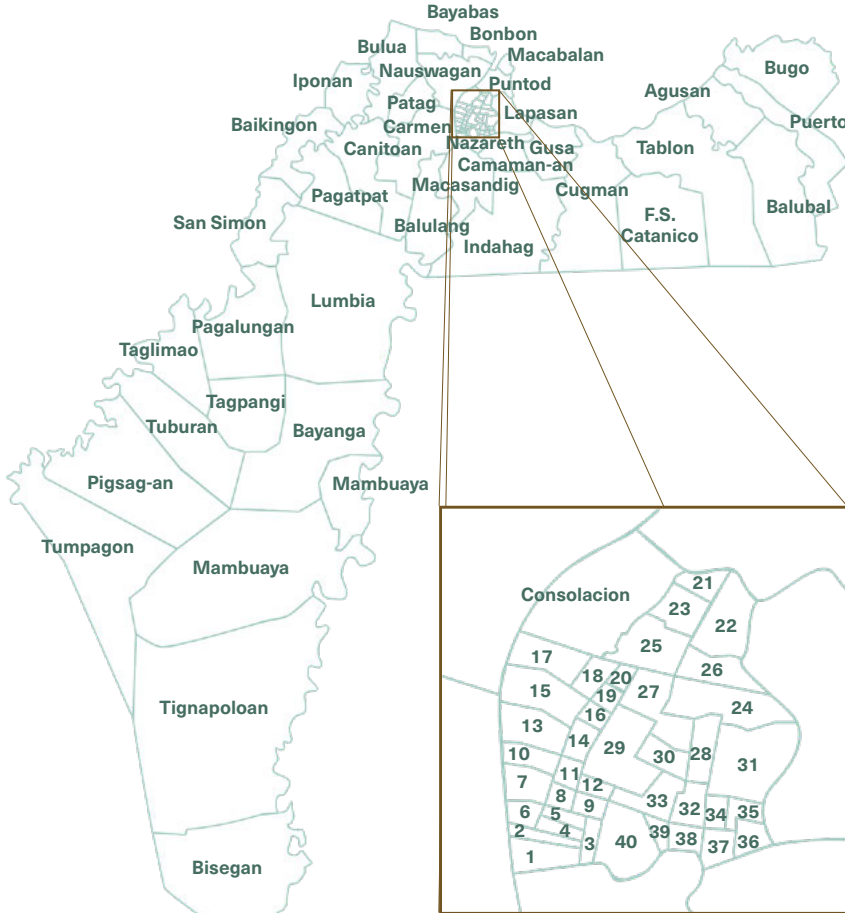 Bayabas
Bonbon
Bulua
Macabalan
Nauswagan
Bugo
Iponan
Puntod
Agusan
Patag
Lapasan
Puerto
Baikingon
Carmen
Nazareth
Gusa
Tablon
Canitoan
Camaman-an
Macasandig
Cugman
Pagatpat
Balubal
San Simon
Balulang
F.S.
Catanico
Indahag
Lumbia
Pagalungan
Taglimao
Tagpangi
Tuburan
Bayanga
Pigsag-an
Mambuaya
Tumpagon
Mambuaya
Tignapoloan
Bisegan
Consolacion
21
23
22
25
17
26
18
20
27
15
19
24
16
13
14
29
10
28
30
31
11
7
12
8
9
33
6
5
32
34
35
2
4
39
3
40
38
37
36
1